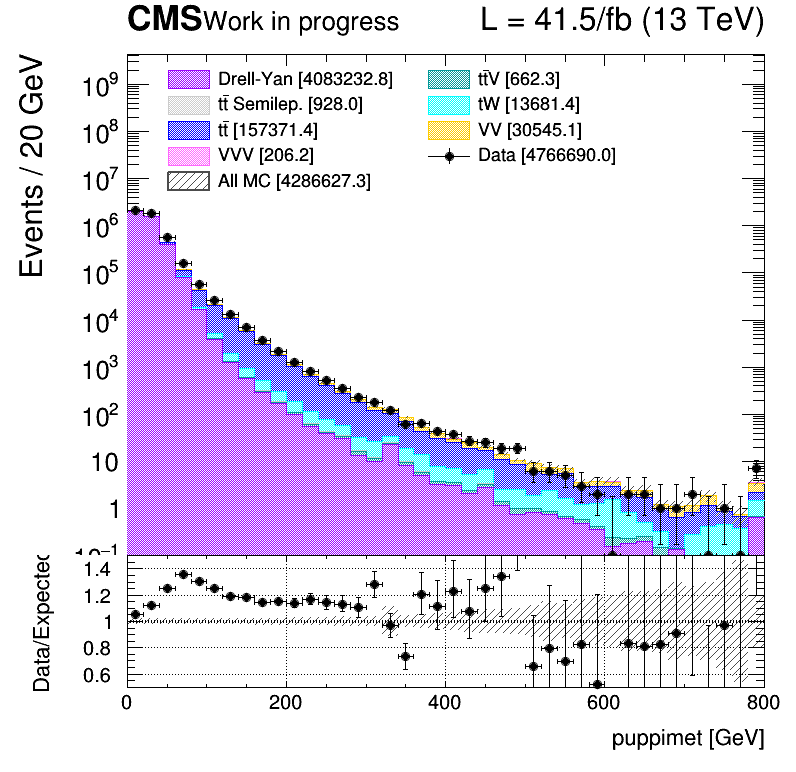 CMS Work in progress L = 41.5/fb (13 TeV)
Events / 20 GeV
10⁹
10⁸
10⁷
10⁶
10⁵
10⁴
10³
10²
10
1
10⁻¹
Drell-Yan [4083232.8]
tt̄V [662.3]
tt̄ Semilep. [928.0]
tW [13681.4]
tt̄ [157371.4]
VV [30545.1]
VVV [206.2]
Data [4766690.0]
All MC [4286627.3]
Data/Expected
1.4
1.2
1
0.8
0.6
0 200 400 600 800
puppimet [GeV]